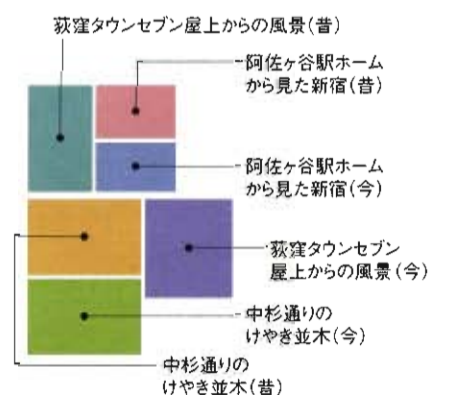 荻窪タウンセブン屋上からの風景(昔)
阿佐ヶ谷駅ホーム
から見た新宿(昔)
阿佐ヶ谷駅ホーム
から見た新宿(今)
荻窪タウンセブン
屋上からの風景(今)
中杉通りの
けやき並木(今)
中杉通りの
けやき並木(昔)